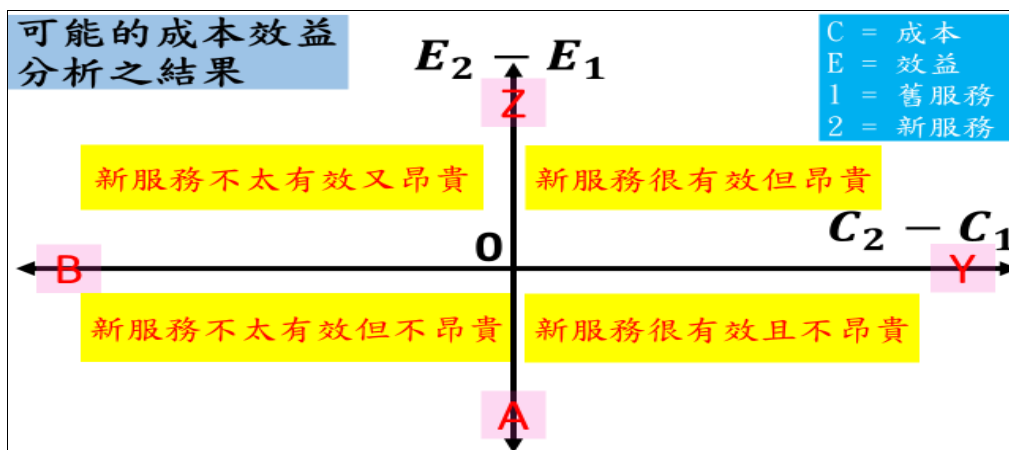 可能的成本效益
分析之結果
E₂ − E₁
C = 成本
E = 效益
1 = 舊服務
2 = 新服務
Z
新服務不太有效又昂貴
新服務很有效但昂貴
0
C₂ − C₁
B
Y
新服務不太有效但不昂貴
新服務很有效且不昂貴
A